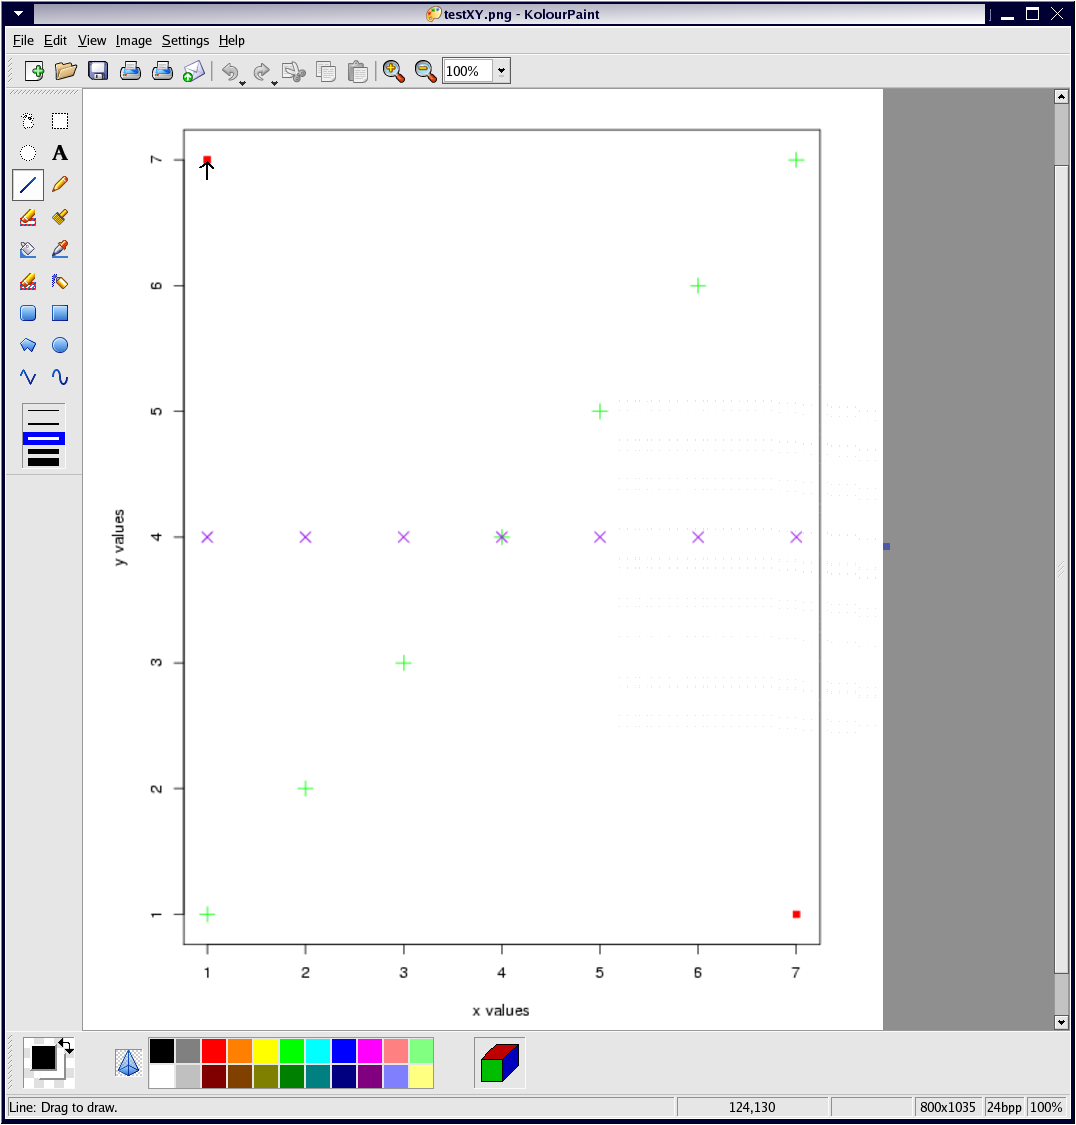 testXY.png - KolourPaint
File Edit View Image Settings Help
100%
A
7
6
5
4
3
2
1
y values
1 2 3 4 5 6 7
x values
Line: Drag to draw. 124,130 800x1035 24bpp 100%